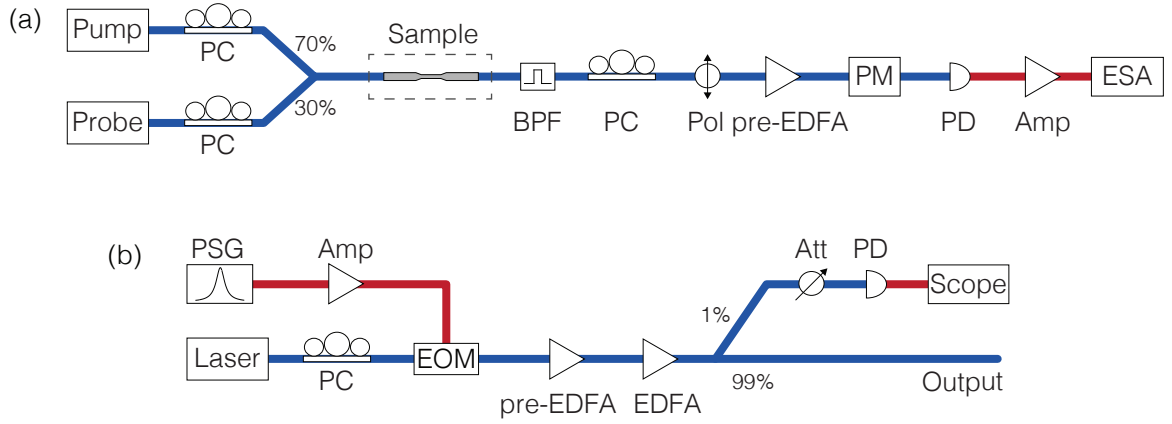 (a)
Pump
PC
70%
Sample
30%
Probe
PC
BPF
PC
Pol
pre-EDFA
PM
PD
Amp
ESA
(b)
PSG
Amp
Att
PD
Scope
1%
Laser
PC
EOM
pre-EDFA
EDFA
99%
Output